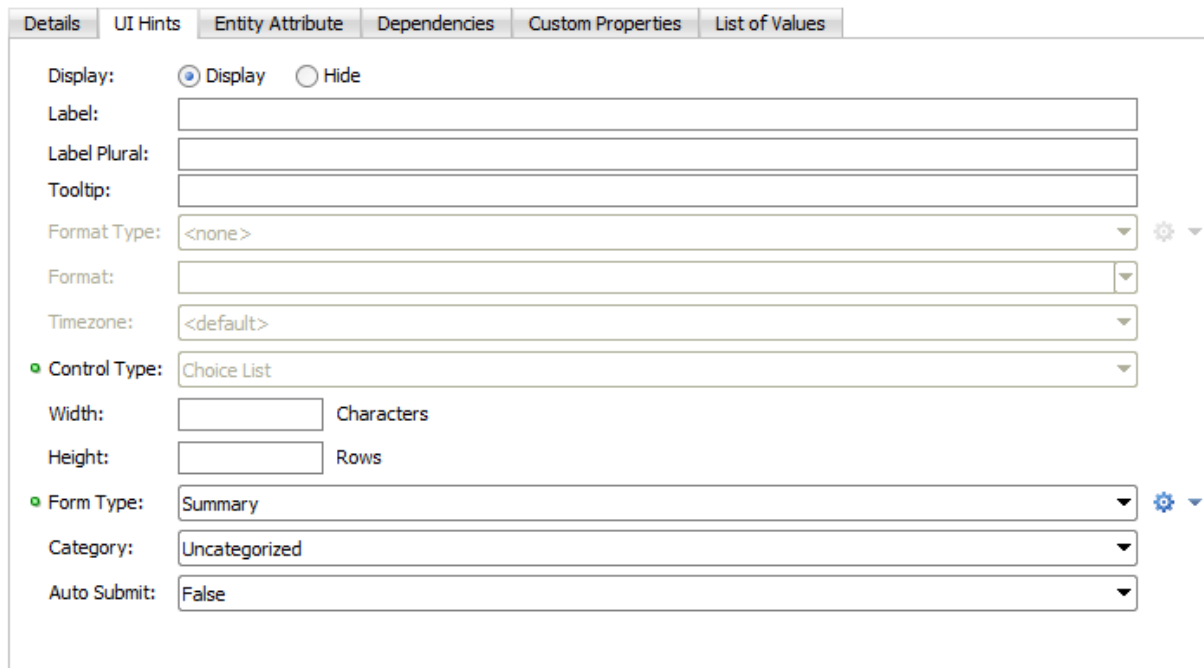 Details UI Hints Entity Attribute Dependencies Custom Properties List of Values
Display: Display Hide
Label:
Label Plural:
Tooltip:
Format Type: <none>
Format:
Timezone: <default>
Control Type: Choice List
Width: Characters
Height: Rows
Form Type: Summary
Category: Uncategorized
Auto Submit: False